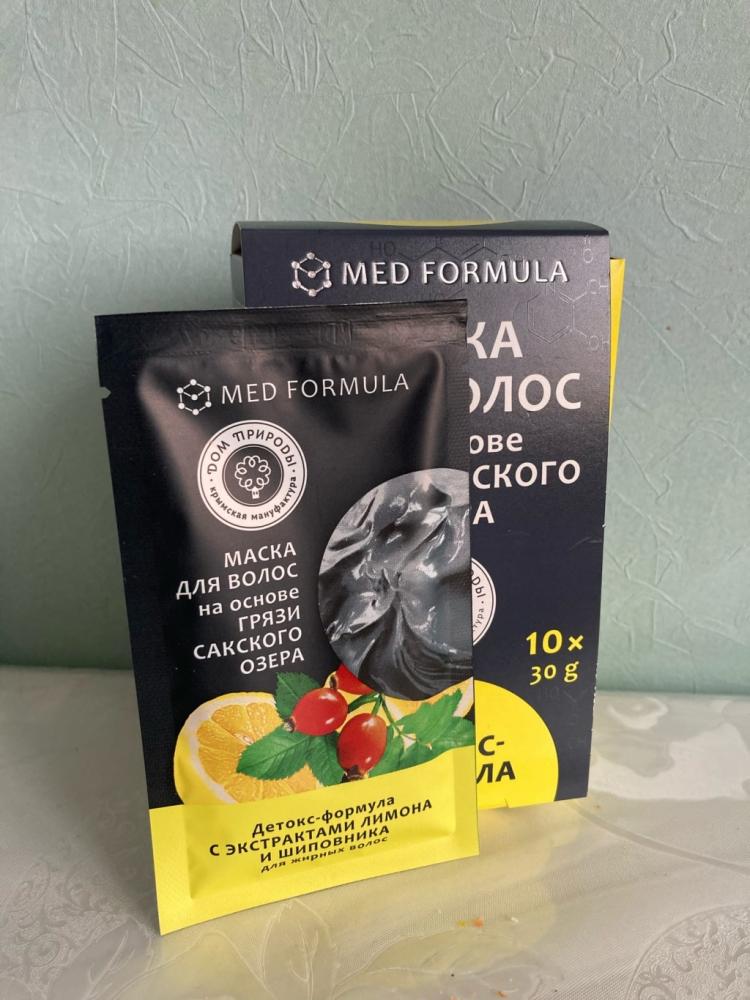 MED FORMULA
КА
ОЛОС
ове
СКОГО
А
10×
30 g
С-
ЛА
MED FORMULA
ДОМ ПРИРОДЫ
крымская мануфактура
МАСКА
ДЛЯ ВОЛОС
на основе
ГРЯЗИ
САКСКОГО
ОЗЕРА
Детокс-формула
С ЭКСТРАКТАМИ ЛИМОНА
И ШИПОВНИКА
для жирных волос